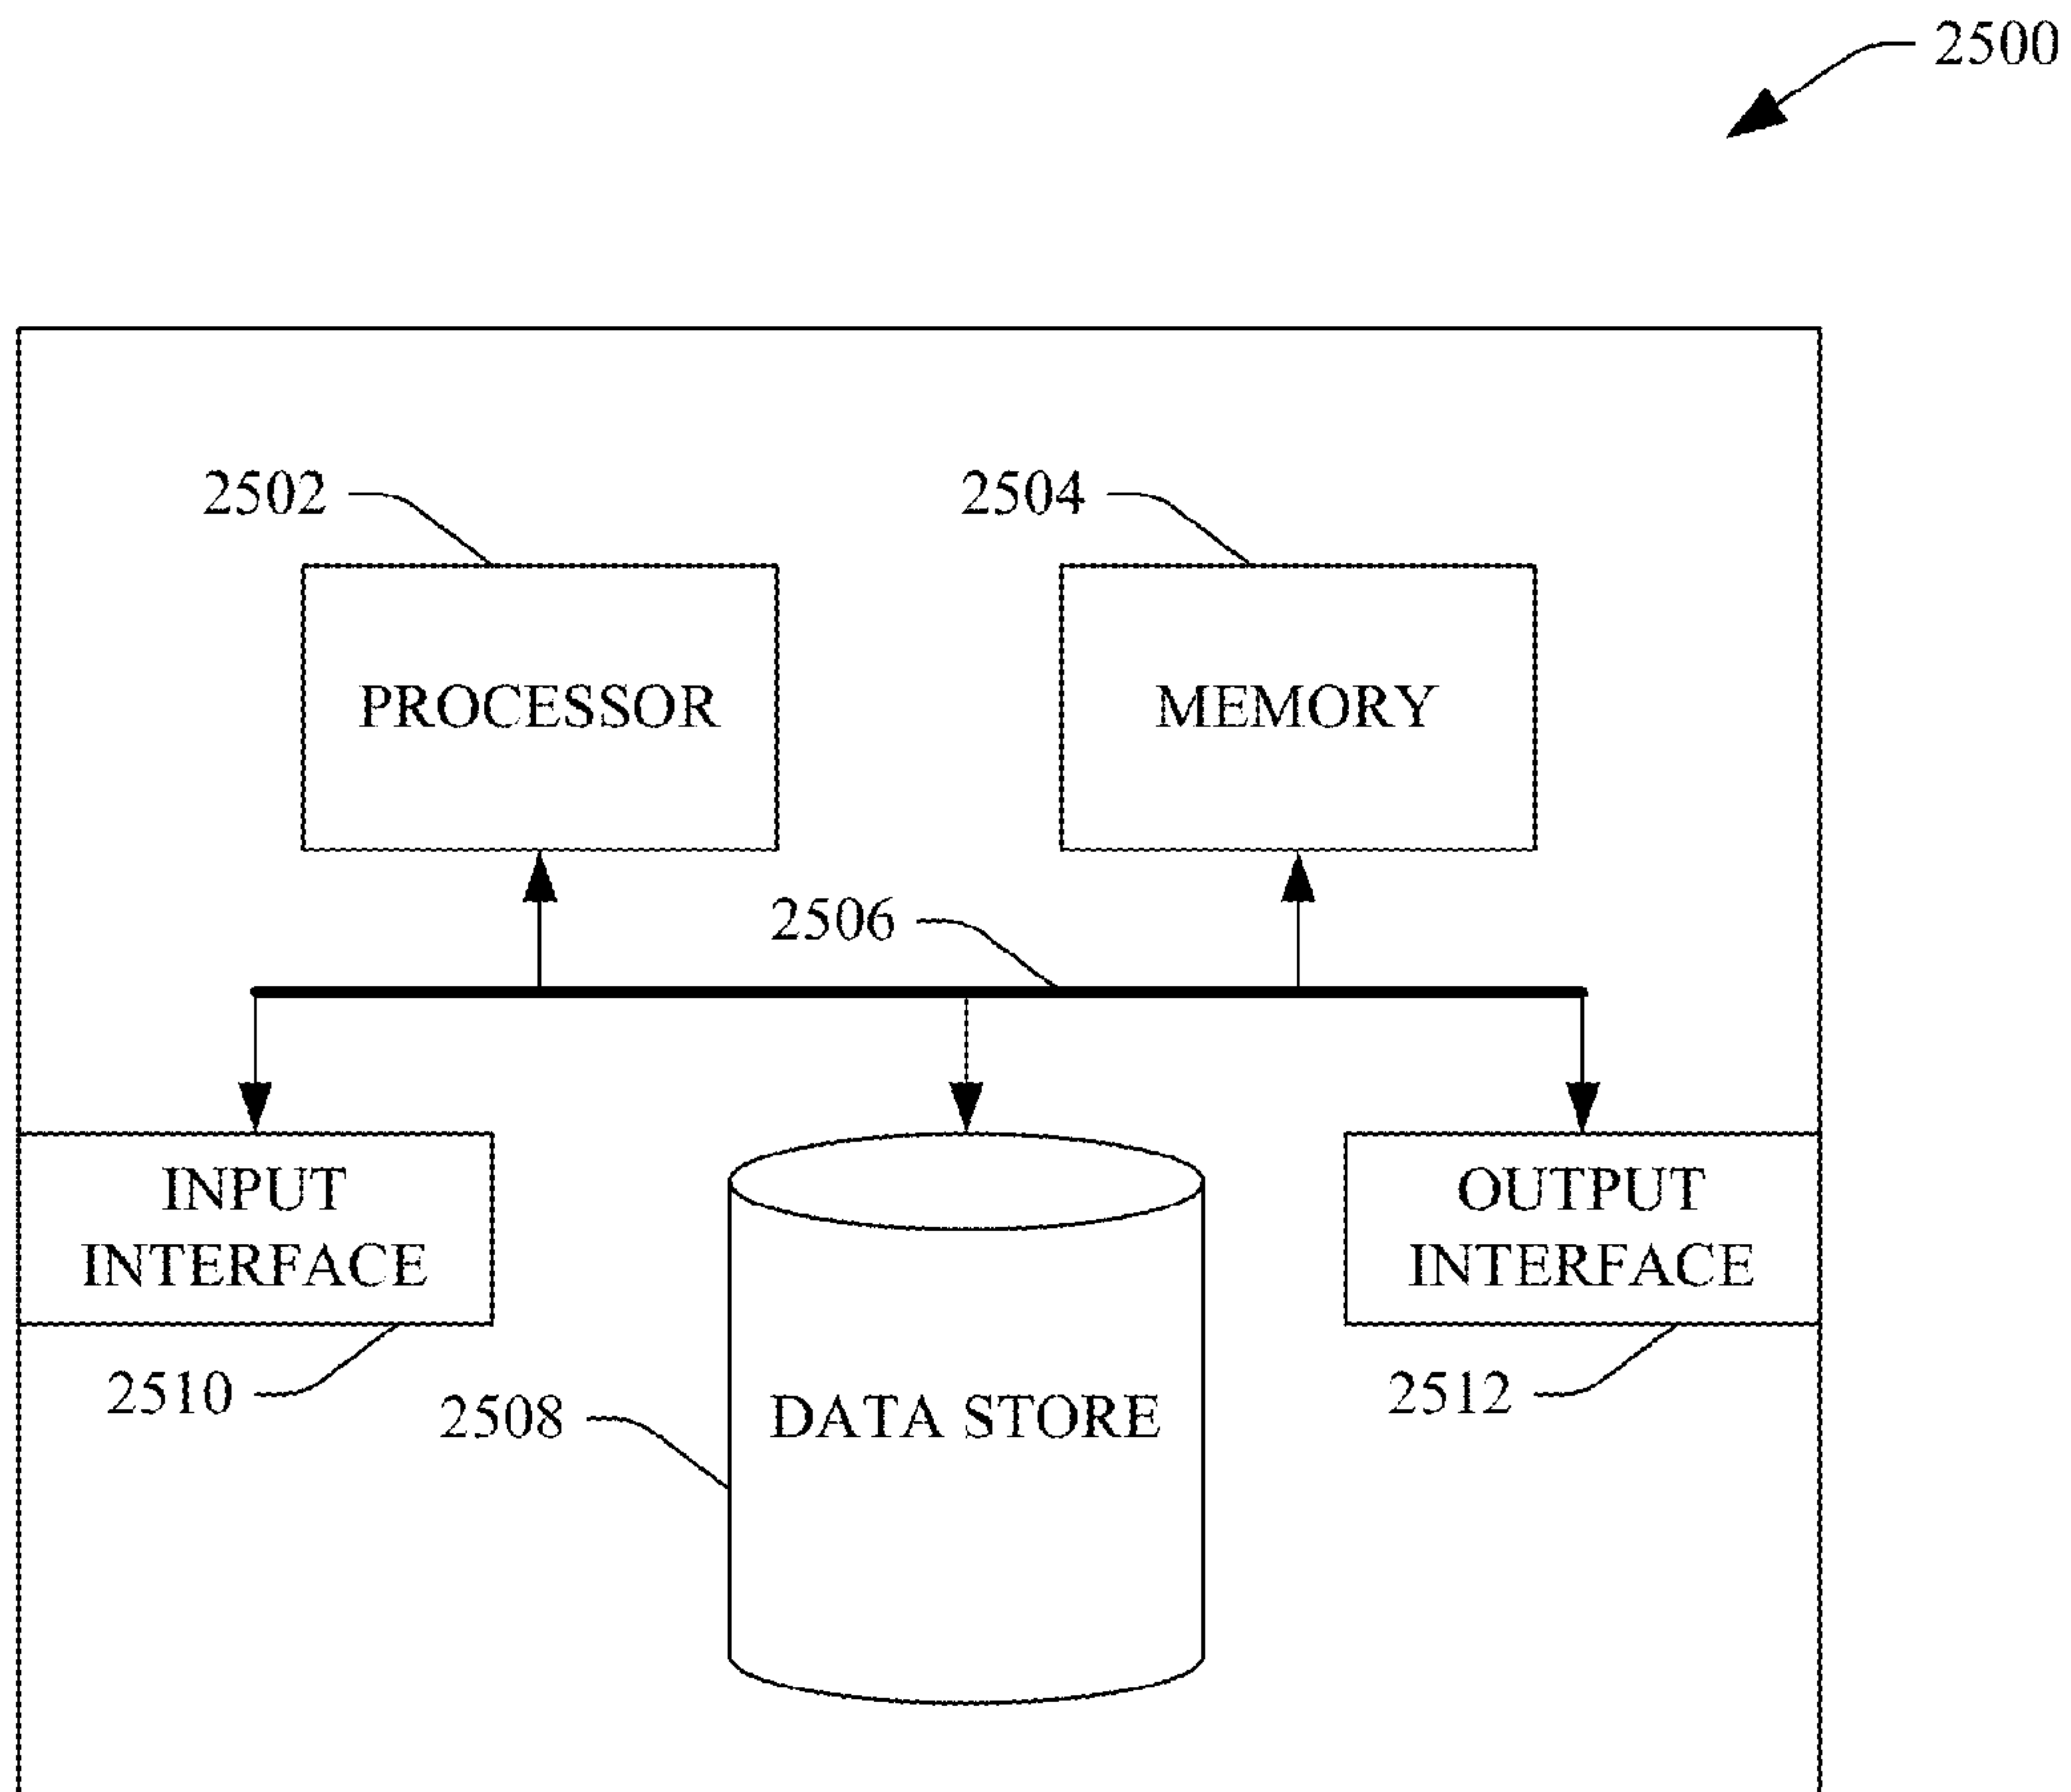 2500
2502
2504
PROCESSOR
MEMORY
2506
INPUT
INTERFACE
OUTPUT
INTERFACE
2510
2508
DATA STORE
2512